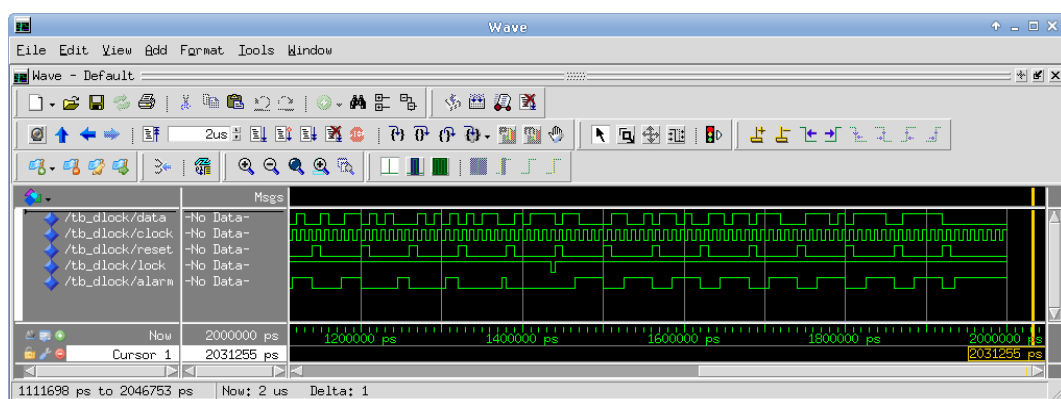 Wave
File Edit View Add Format Tools Window
Wave - Default
2us
Msgs
/tb_dlock/data -No Data-
/tb_dlock/clock -No Data-
/tb_dlock/reset -No Data-
/tb_dlock/lock -No Data-
/tb_dlock/alarm -No Data-
Now 2000000 ps 1200000 ps 1400000 ps 1600000 ps 1800000 ps 2000000 ps
Cursor 1 2031255 ps 2031255 ps
1111698 ps to 2046753 ps Now: 2 us Delta: 1